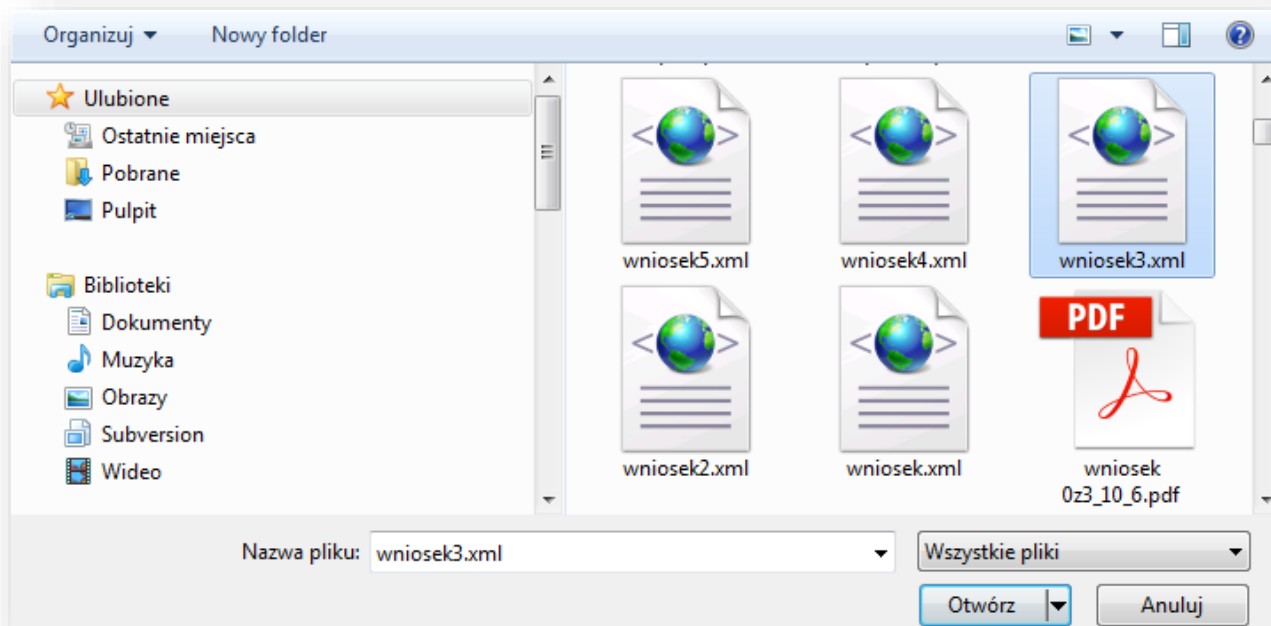 Organizuj Nowy folder
Ulubione
Ostatnie miejsca
Pobrane
Pulpit
Biblioteki
Dokumenty
Muzyka
Obrazy
Subversion
Wideo
wniosek5.xml wniosek4.xml wniosek3.xml
PDF
wniosek2.xml wniosek.xml wniosek
0z3_10_6.pdf
Nazwa pliku: wniosek3.xml Wszystkie pliki
Otwórz Anuluj